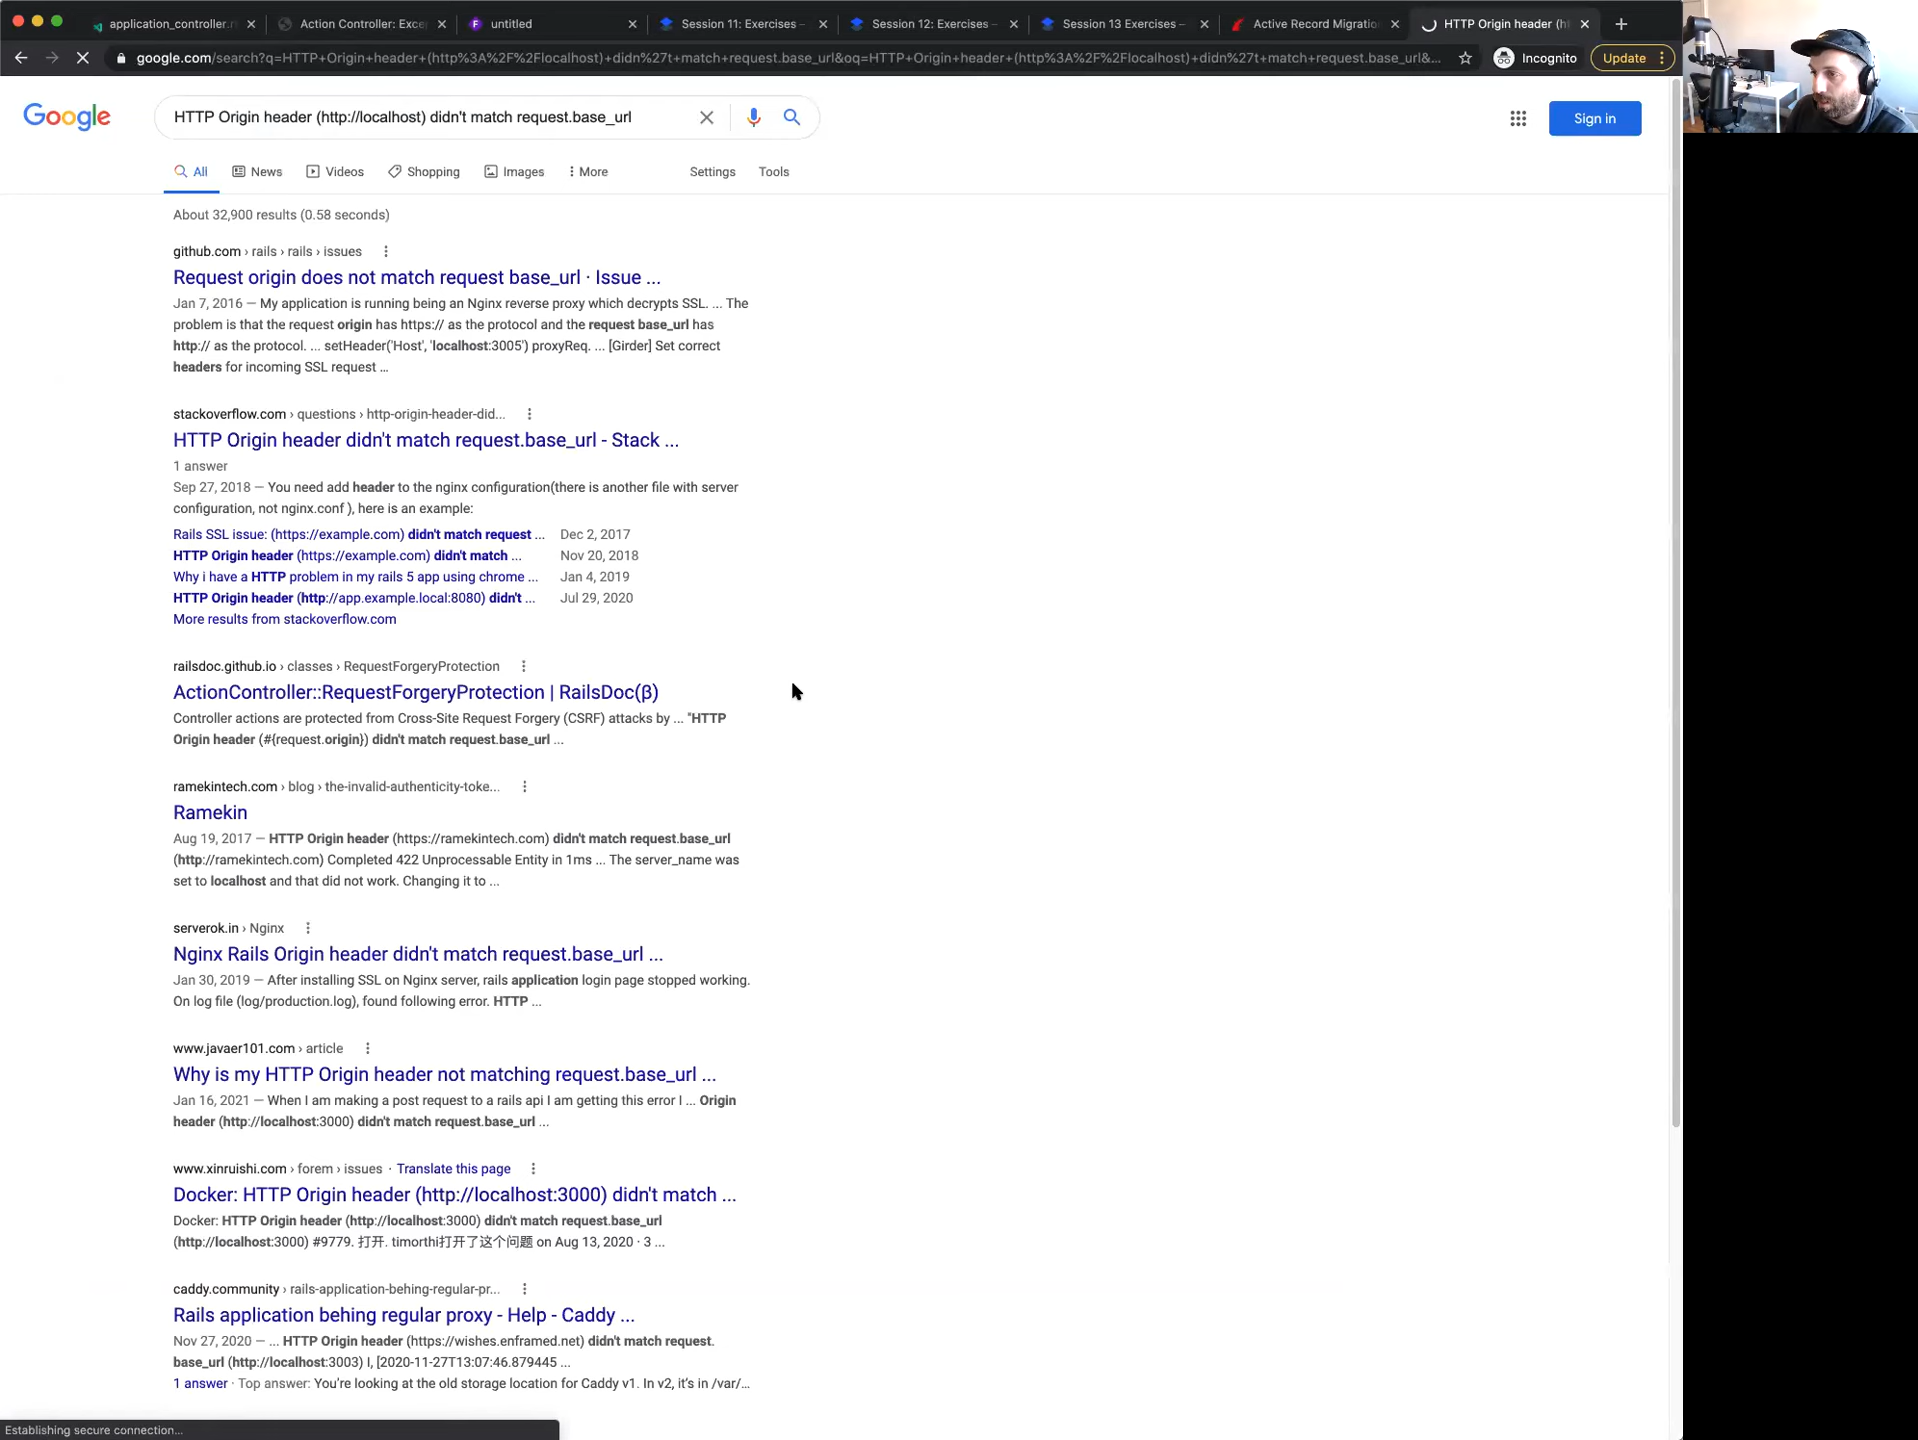 application_controller.r
Action Controller: Exce
untitled
Session 11: Exercises –
Session 12: Exercises –
Session 13 Exercises –
Active Record Migration
HTTP Origin header (ht
google.com/search?q=HTTP+Origin+header+(http%3A%2F%2Flocalhost)+didn%27t+match+request.base_url&oq=HTTP+Origin+header+(http%3A%2F%2Flocalhost)+didn%27t+match+request.base_url&...
Incognito
Update
Google
HTTP Origin header (http://localhost) didn't match request.base_url
Sign in
All
News
Videos
Shopping
Images
More
Settings
Tools
About 32,900 results (0.58 seconds)
github.com › rails › rails › issues
Request origin does not match request base_url · Issue ...
Jan 7, 2016 — My application is running being an Nginx reverse proxy which decrypts SSL. ... The
problem is that the request origin has https:// as the protocol and the request base_url has
http:// as the protocol. ... setHeader('Host', 'localhost:3005') proxyReq. ... [Girder] Set correct
headers for incoming SSL request ...
stackoverflow.com › questions › http-origin-header-did...
HTTP Origin header didn't match request.base_url - Stack ...
1 answer
Sep 27, 2018 — You need add header to the nginx configuration(there is another file with server
configuration, not nginx.conf ), here is an example:
Rails SSL issue: (https://example.com) didn't match request ... Dec 2, 2017
HTTP Origin header (https://example.com) didn't match ... Nov 20, 2018
Why i have a HTTP problem in my rails 5 app using chrome ... Jan 4, 2019
HTTP Origin header (http://app.example.local:8080) didn't ... Jul 29, 2020
More results from stackoverflow.com
railsdoc.github.io › classes › RequestForgeryProtection
ActionController::RequestForgeryProtection | RailsDoc(β)
Controller actions are protected from Cross-Site Request Forgery (CSRF) attacks by ... "HTTP
Origin header (#{request.origin}) didn't match request.base_url ...
ramekintech.com › blog › the-invalid-authenticity-toke...
Ramekin
Aug 19, 2017 — HTTP Origin header (https://ramekintech.com) didn't match request.base_url
(http://ramekintech.com) Completed 422 Unprocessable Entity in 1ms ... The server_name was
set to localhost and that did not work. Changing it to ...
serverok.in › Nginx
Nginx Rails Origin header didn't match request.base_url ...
Jan 30, 2019 — After installing SSL on Nginx server, rails application login page stopped working.
On log file (log/production.log), found following error. HTTP ...
www.javaer101.com › article
Why is my HTTP Origin header not matching request.base_url ...
Jan 16, 2021 — When I am making a post request to a rails api I am getting this error I ... Origin
header (http://localhost:3000) didn't match request.base_url ...
www.xinruishi.com › forem › issues · Translate this page
Docker: HTTP Origin header (http://localhost:3000) didn't match ...
Docker: HTTP Origin header (http://localhost:3000) didn't match request.base_url
(http://localhost:3000) #9779. 打开. timorthi打开了这个问题 on Aug 13, 2020 · 3 ...
caddy.community › rails-application-behing-regular-pr...
Rails application behing regular proxy - Help - Caddy ...
Nov 27, 2020 — ... HTTP Origin header (https://wishes.enframed.net) didn't match request.
base_url (http://localhost:3003) I, [2020-11-27T13:07:46.879445 ...
1 answer · Top answer: You're looking at the old storage location for Caddy v1. In v2, it's in /var/...
Establishing secure connection...